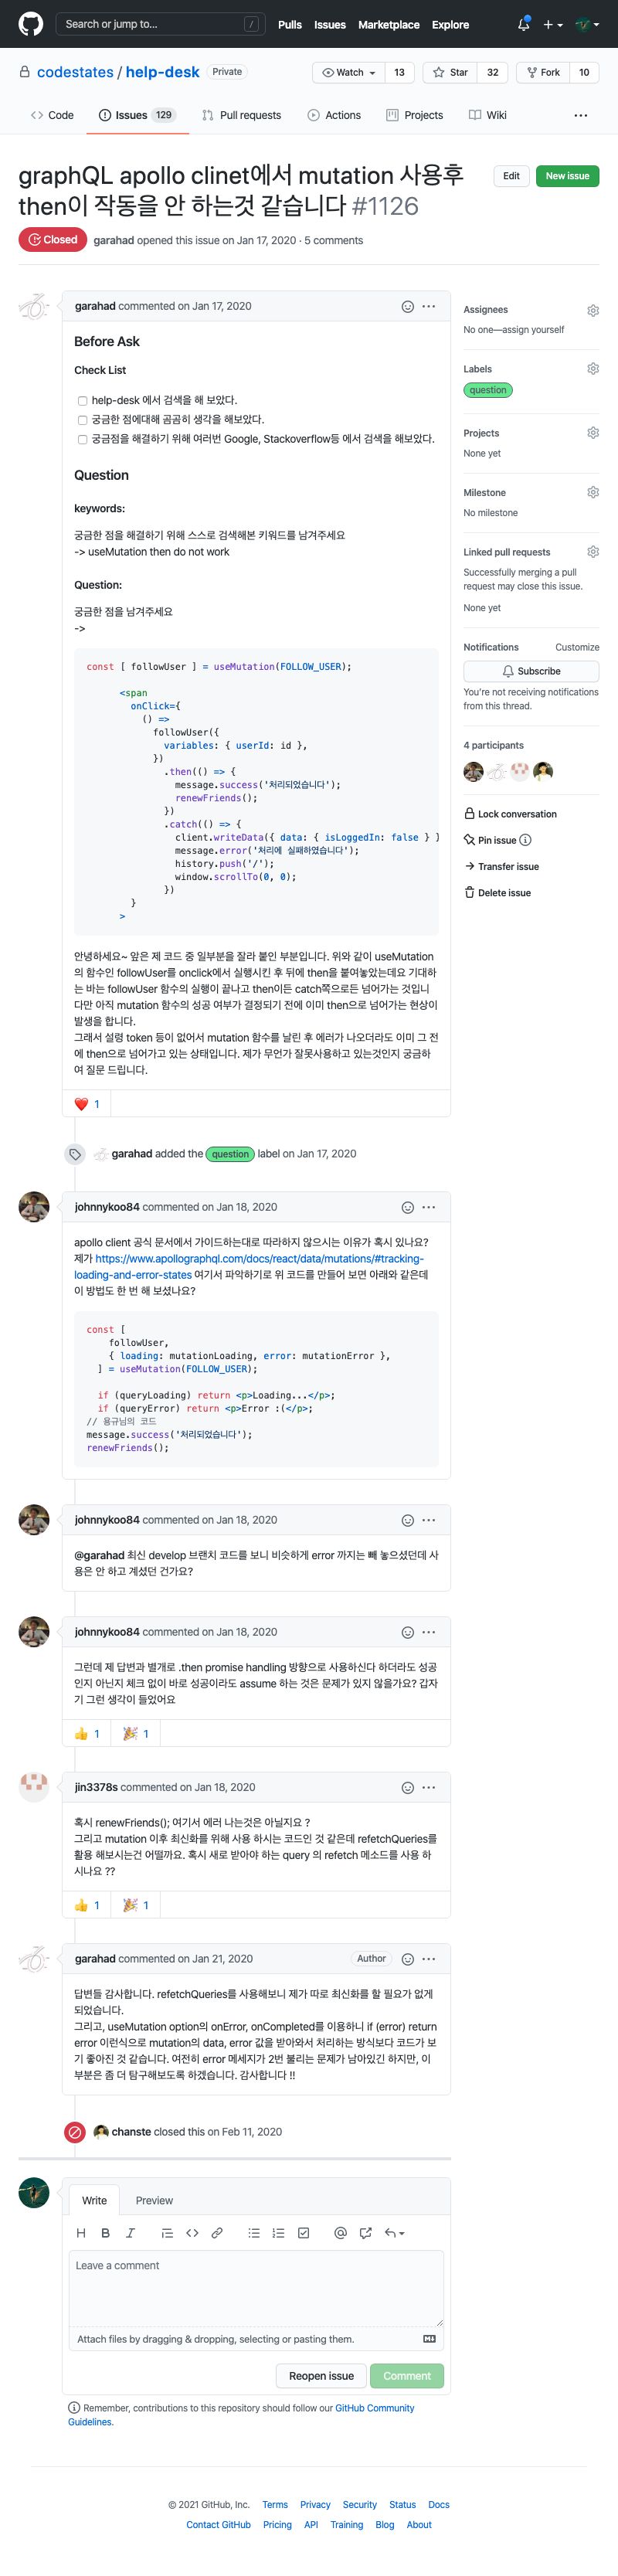 Search or jump to... /
Pulls Issues Marketplace Explore
codestates / help-desk Private
Watch 13 Star 32 Fork 10
Code Issues 129 Pull requests Actions Projects Wiki
graphQL apollo clinet에서 mutation 사용후
then이 작동을 안 하는것 같습니다 #1126
Edit New issue
Closed garahad opened this issue on Jan 17, 2020 · 5 comments
garahad commented on Jan 17, 2020
Before Ask
Check List
help-desk 에서 검색을 해 보았다.
궁금한 점에대해 곰곰히 생각을 해보았다.
궁금점을 해결하기 위해 여러번 Google, Stackoverflow등 에서 검색을 해보았다.
Question
keywords:
궁금한 점을 해결하기 위해 스스로 검색해본 키워드를 남겨주세요
-> useMutation then do not work
Question:
궁금한 점을 남겨주세요
->
const [ followUser ] = useMutation(FOLLOW_USER);
<span
onClick={
() =>
followUser({
variables: { userId: id },
})
.then(() => {
message.success('처리되었습니다');
renewFriends();
})
.catch(() => {
client.writeData({ data: { isLoggedIn: false } }
message.error('처리에 실패하였습니다');
history.push('/');
window.scrollTo(0, 0);
})
}
>
안녕하세요~ 앞은 제 코드 중 일부분을 잘라 붙인 부분입니다. 위와 같이 useMutation
의 함수인 followUser를 onclick에서 실행시킨 후 뒤에 then을 붙여놓았는데요 기대하
는 바는 followUser 함수의 실행이 끝나고 then이든 catch쪽으로든 넘어가는 것입니
다만 아직 mutation 함수의 성공 여부가 결정되기 전에 이미 then으로 넘어가는 현상이
발생을 합니다.
그래서 설령 token 등이 없어서 mutation 함수를 날린 후 에러가 나오더라도 이미 그 전
에 then으로 넘어가고 있는 상태입니다. 제가 무언가 잘못사용하고 있는것인지 궁금하
여 질문 드립니다.
1
garahad added the question label on Jan 17, 2020
johnnykoo84 commented on Jan 18, 2020
apollo client 공식 문서에서 가이드하는대로 따라하지 않으시는 이유가 혹시 있나요?
제가 https://www.apollographql.com/docs/react/data/mutations/#tracking-
loading-and-error-states 여기서 파악하기로 위 코드를 만들어 보면 아래와 같은데
이 방법도 한 번 해 보셨나요?
const [
followUser,
{ loading: mutationLoading, error: mutationError },
] = useMutation(FOLLOW_USER);
if (queryLoading) return <p>Loading...</p>;
if (queryError) return <p>Error :(</p>;
// 용규님의 코드
message.success('처리되었습니다');
renewFriends();
johnnykoo84 commented on Jan 18, 2020
@garahad 최신 develop 브랜치 코드를 보니 비슷하게 error 까지는 빼 놓으셨던데 사
용은 안 하고 계셨던 건가요?
johnnykoo84 commented on Jan 18, 2020
그런데 제 답변과 별개로 .then promise handling 방향으로 사용하신다 하더라도 성공
인지 아닌지 체크 없이 바로 성공이라도 assume 하는 것은 문제가 있지 않을까요? 갑자
기 그런 생각이 들었어요
1 1
jin3378s commented on Jan 18, 2020
혹시 renewFriends(); 여기서 에러 나는것은 아닐지요 ?
그리고 mutation 이후 최신화를 위해 사용 하시는 코드인 것 같은데 refetchQueries를
활용 해보시는건 어떨까요. 혹시 새로 받아야 하는 query 의 refetch 메소드를 사용 하
시나요 ??
1 1
garahad commented on Jan 21, 2020 Author
답변들 감사합니다. refetchQueries를 사용해보니 제가 따로 최신화를 할 필요가 없게
되었습니다.
그리고, useMutation option의 onError, onCompleted를 이용하니 if (error) return
error 이런식으로 mutation의 data, error 값을 받아와서 처리하는 방식보다 코드가 보
기 좋아진 것 같습니다. 여전히 error 메세지가 2번 불리는 문제가 남아있긴 하지만, 이
부분은 좀 더 탐구해보도록 하겠습니다. 감사합니다 !!
chanste closed this on Feb 11, 2020
Write Preview
Leave a comment
Attach files by dragging & dropping, selecting or pasting them.
Reopen issue Comment
Remember, contributions to this repository should follow our GitHub Community
Guidelines.
Assignees
No one—assign yourself
Labels
question
Projects
None yet
Milestone
No milestone
Linked pull requests
Successfully merging a pull
request may close this issue.
None yet
Notifications Customize
Subscribe
You're not receiving notifications
from this thread.
4 participants
Lock conversation
Pin issue
Transfer issue
Delete issue
© 2021 GitHub, Inc. Terms Privacy Security Status Docs
Contact GitHub Pricing API Training Blog About